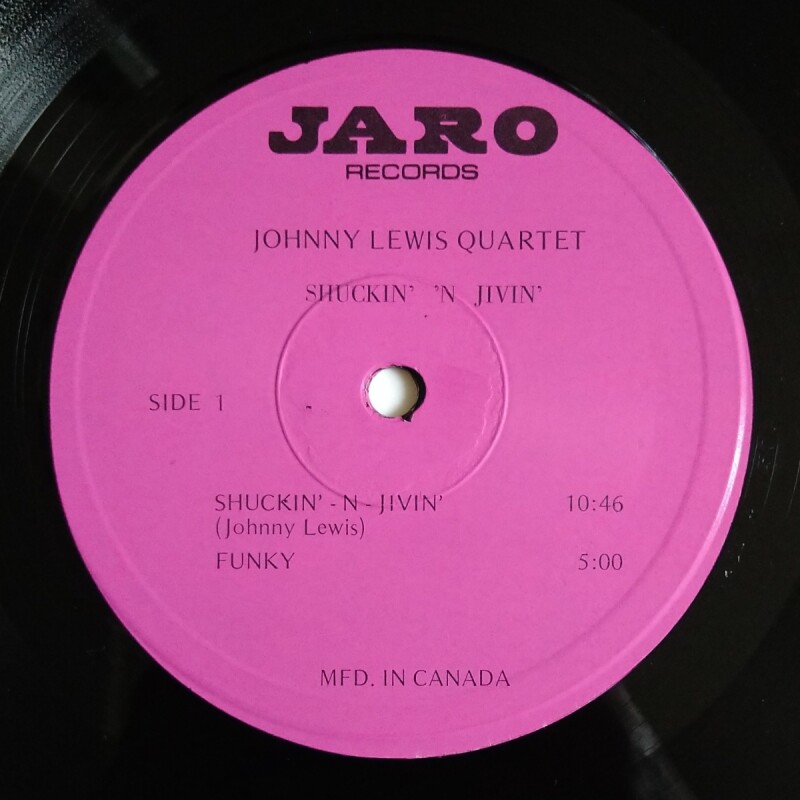 JARO
RECORDS
JOHNNY LEWIS QUARTET
SHUCKIN' 'N JIVIN'
SIDE 1
SHUCKIN' - N - JIVIN' 10:46
(Johnny Lewis)
FUNKY 5:00
MFD. IN CANADA